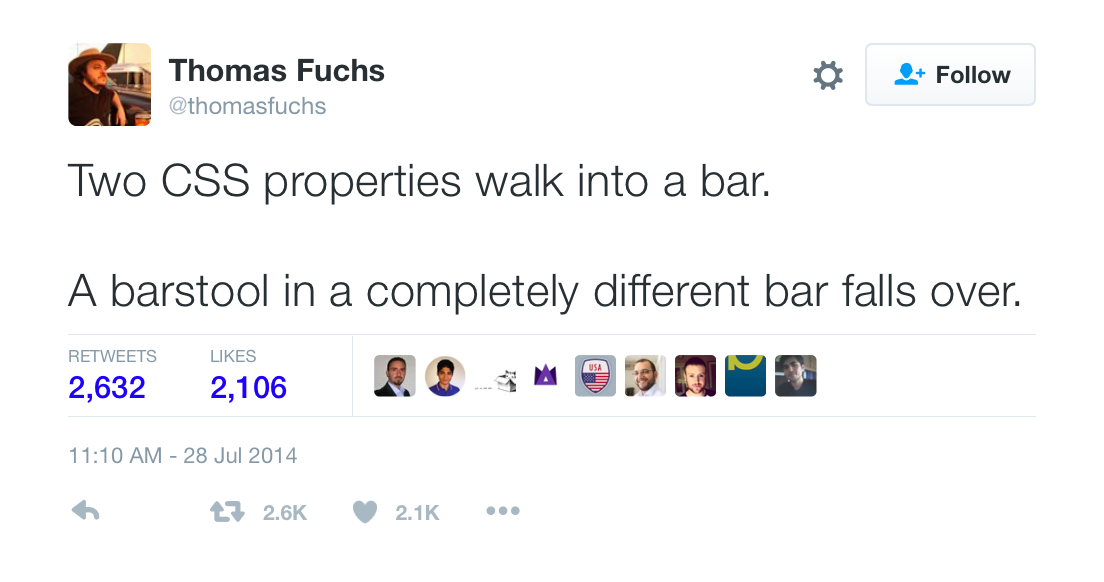 Thomas Fuchs
@thomasfuchs
Follow
Two CSS properties walk into a bar.
A barstool in a completely different bar falls over.
RETWEETS LIKES
2,632 2,106
USA
11:10 AM - 28 Jul 2014
2.6K 2.1K